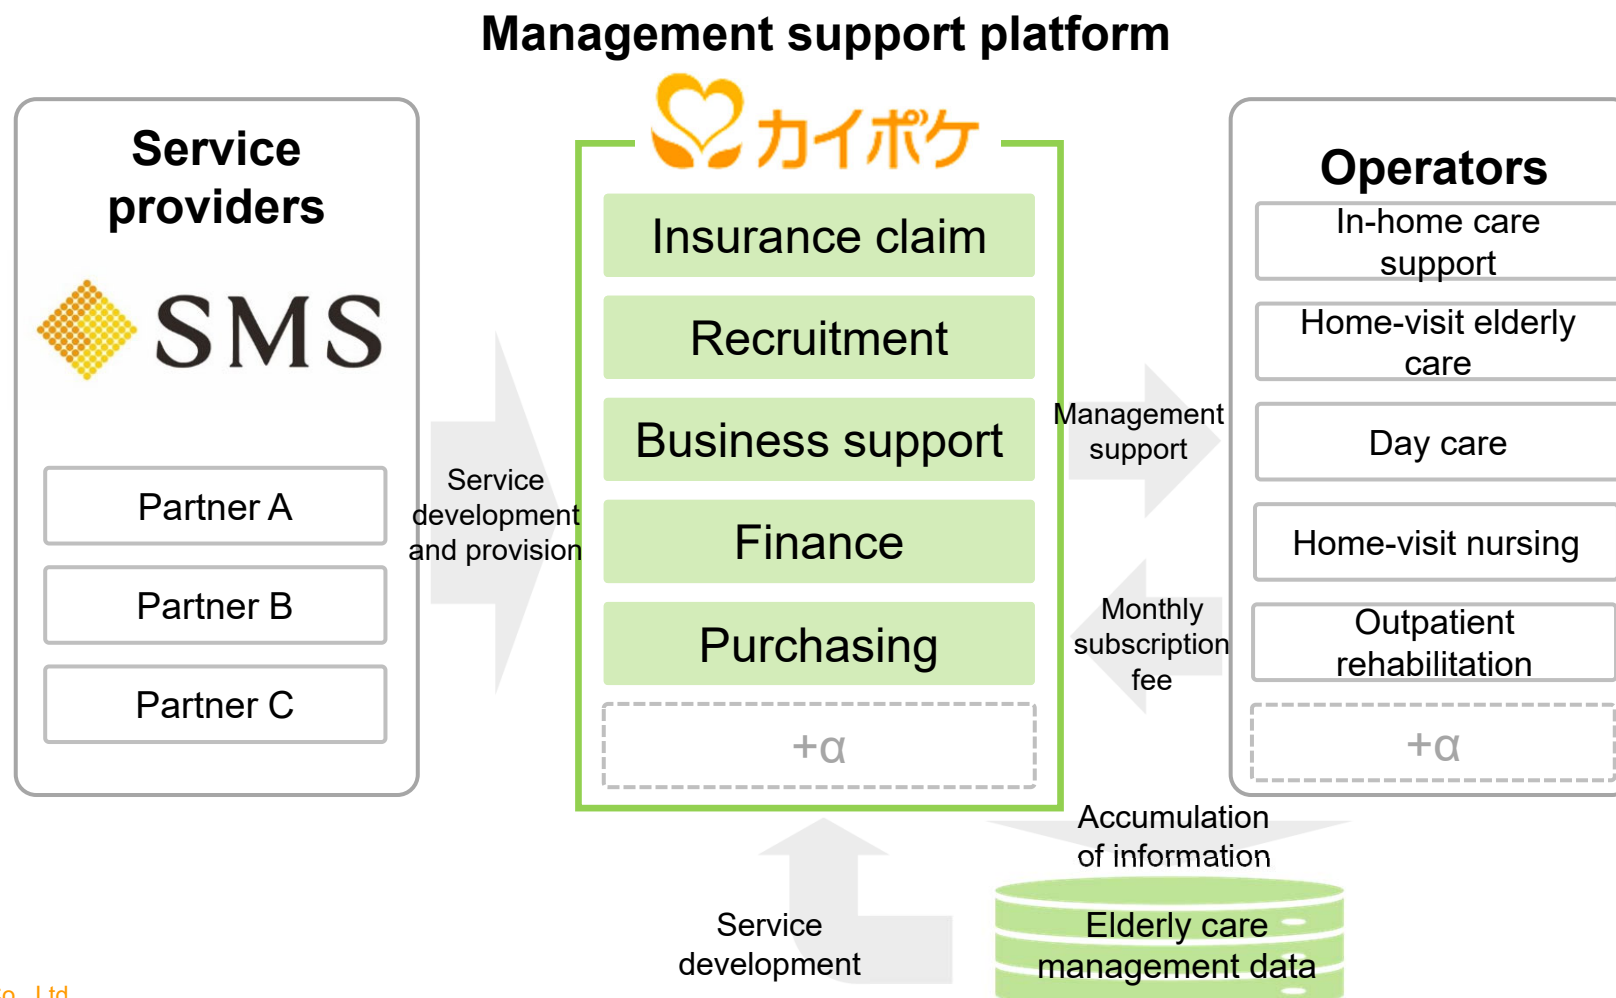 Management support platform
Service
providers
SMS
Partner A
Partner B
Partner C
Service
development
and provision
カイポケ
Insurance claim
Recruitment
Business support
Finance
Purchasing
+α
Management
support
Monthly
subscription
fee
Operators
In-home care
support
Home-visit elderly
care
Day care
Home-visit nursing
Outpatient
rehabilitation
+α
Accumulation
of information
Service
development
Elderly care
management data
Co., Ltd.